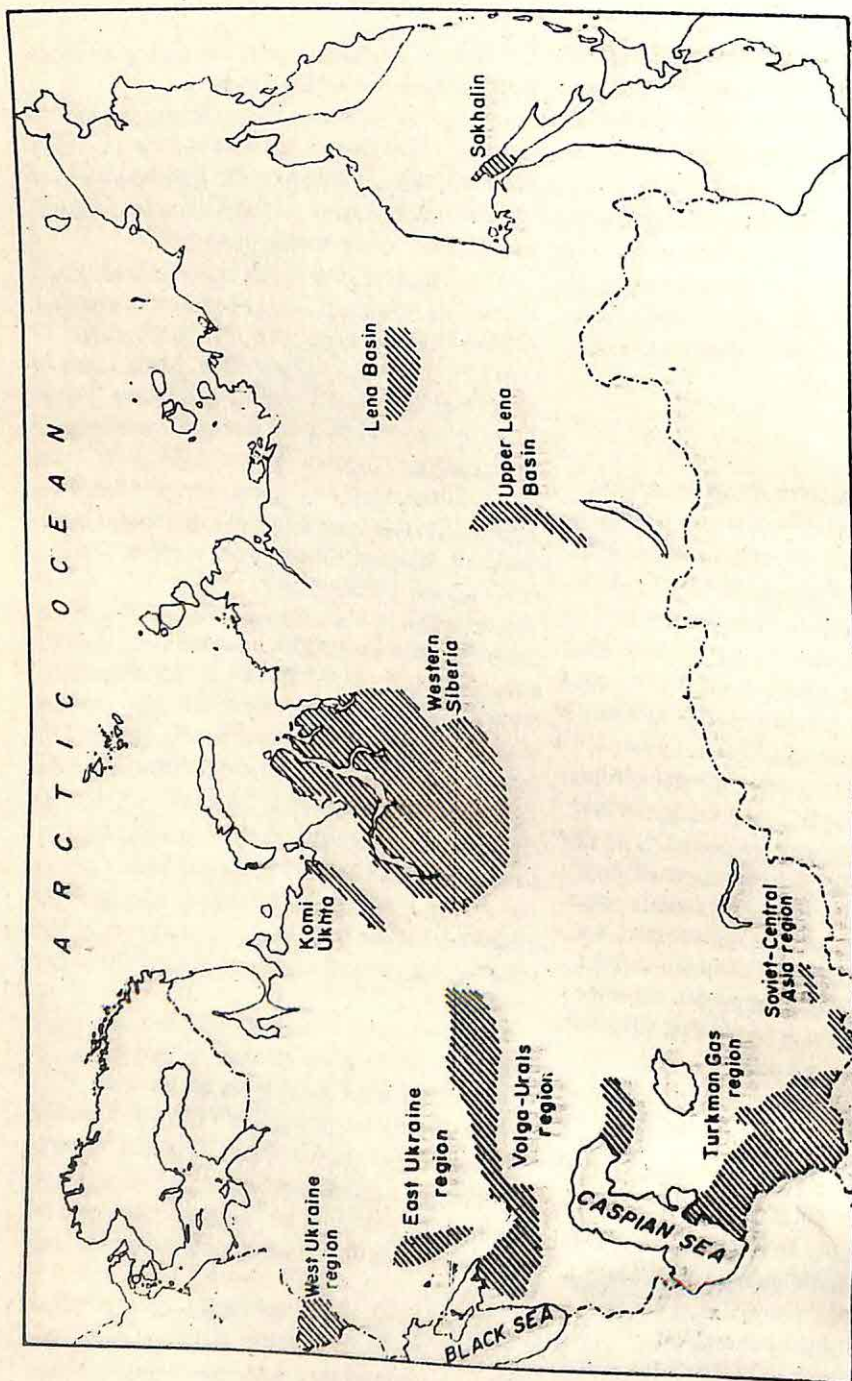 ARCTIC OCEAN
Sakhalin
Lena Basin
Upper Lena
Basin
Western
Siberia
Komi
Ukhta
West Ukraine
region
East Ukraine
region
Volga-Urals
region
Soviet-Central
Asia region
Turkman Gas
region
CASPIAN SEA
BLACK SEA